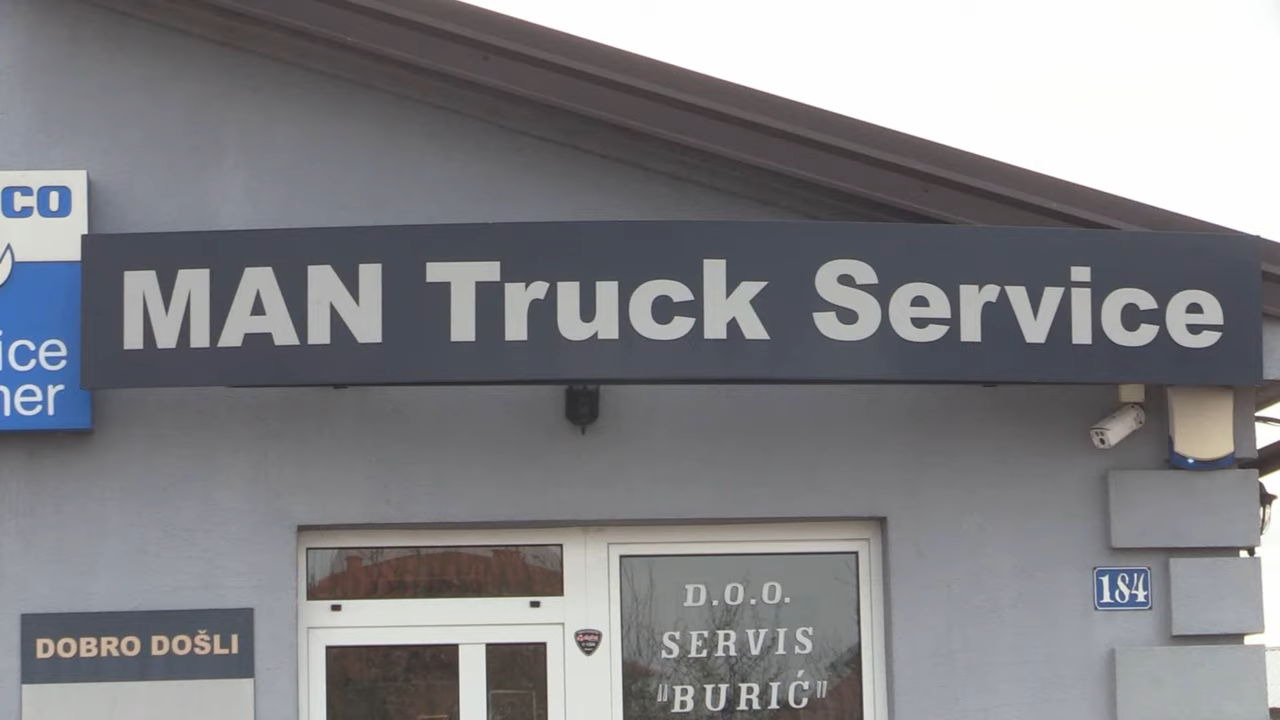 CO
MAN Truck Service
ice
ner
DOBRO DOŠLI
D.O.O.
SERVIS
"BURIĆ"
184